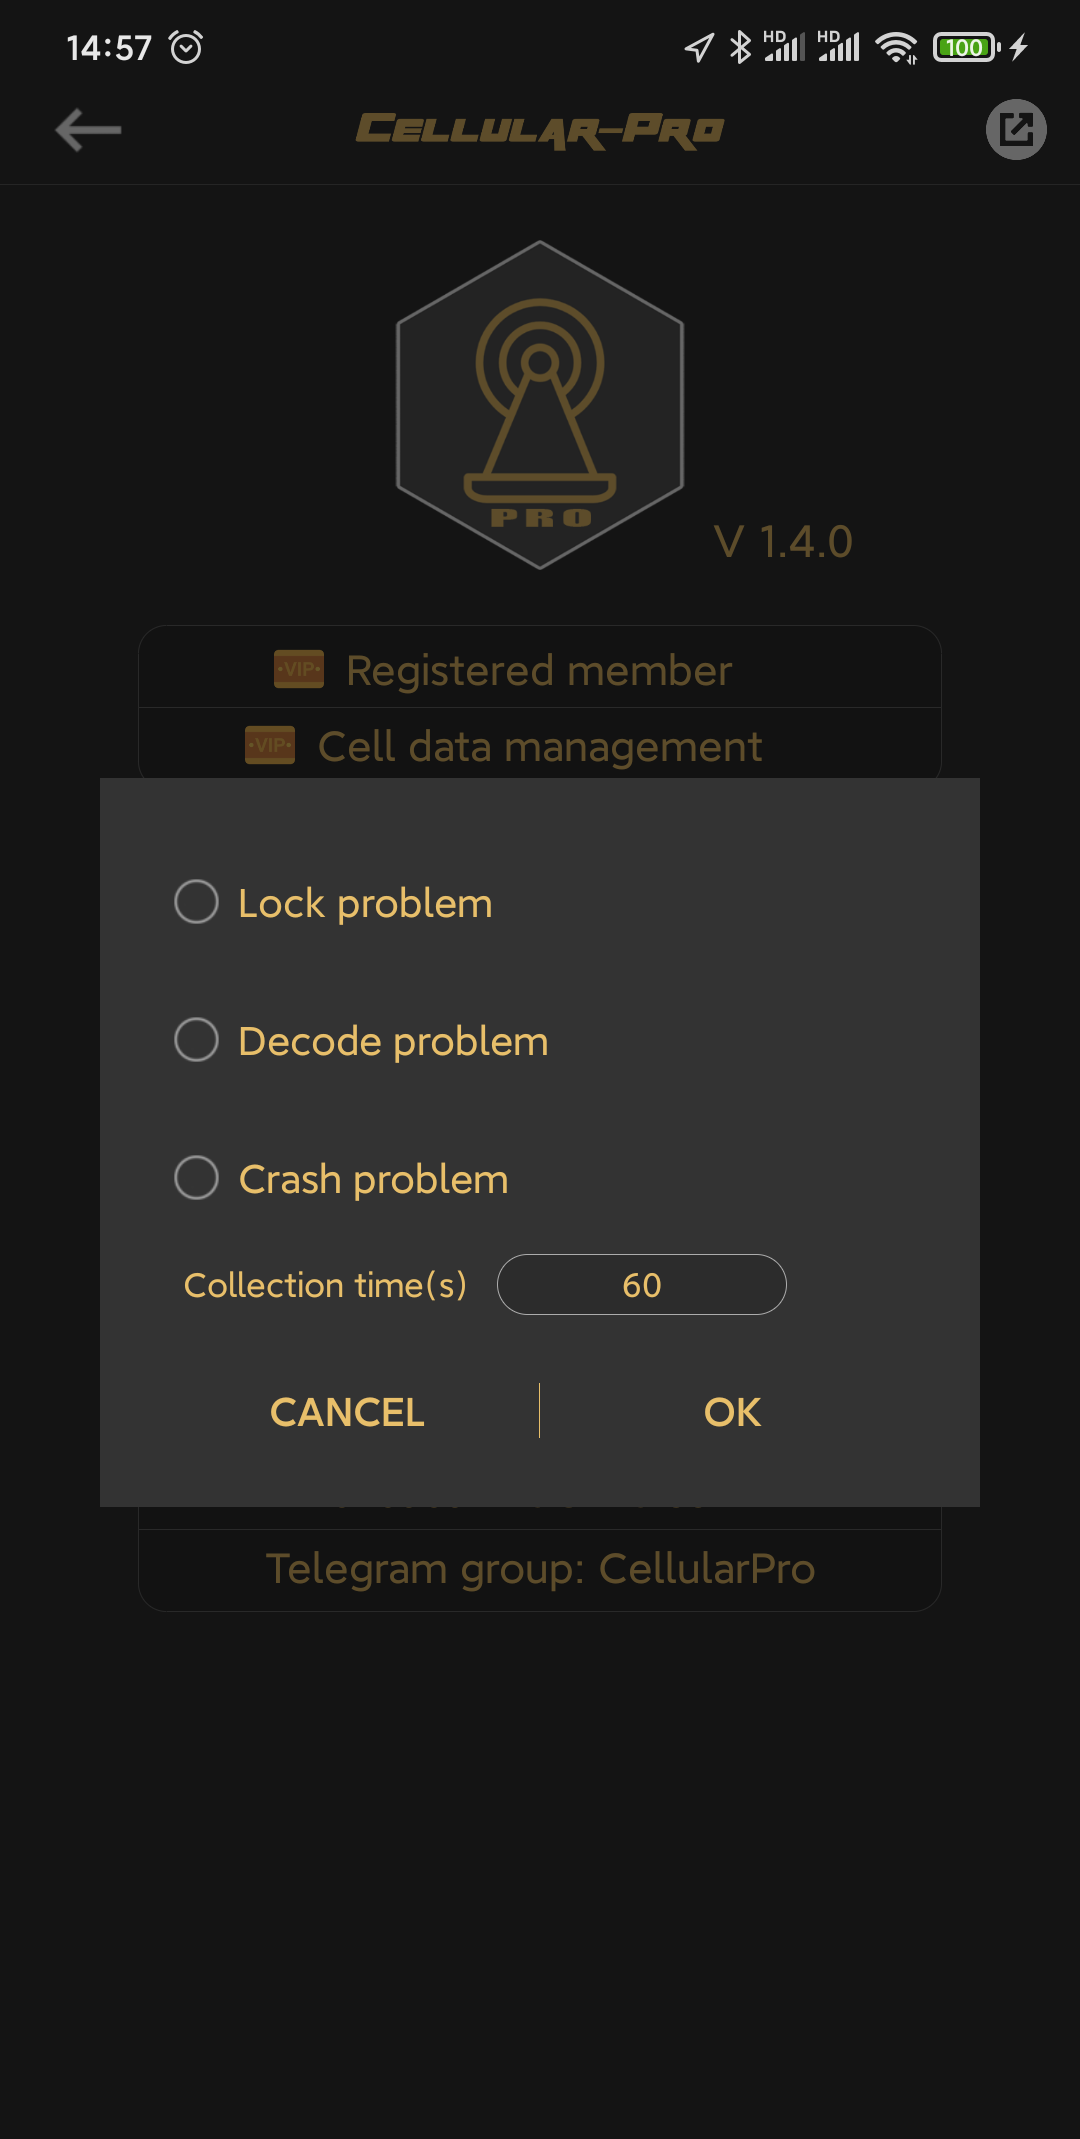 14:57
HD HD 100
CELLULAR-PRO
PRO
V 1.4.0
VIP Registered member
VIP Cell data management
Lock problem
Decode problem
Crash problem
Collection time(s) 60
CANCEL OK
Telegram group: CellularPro